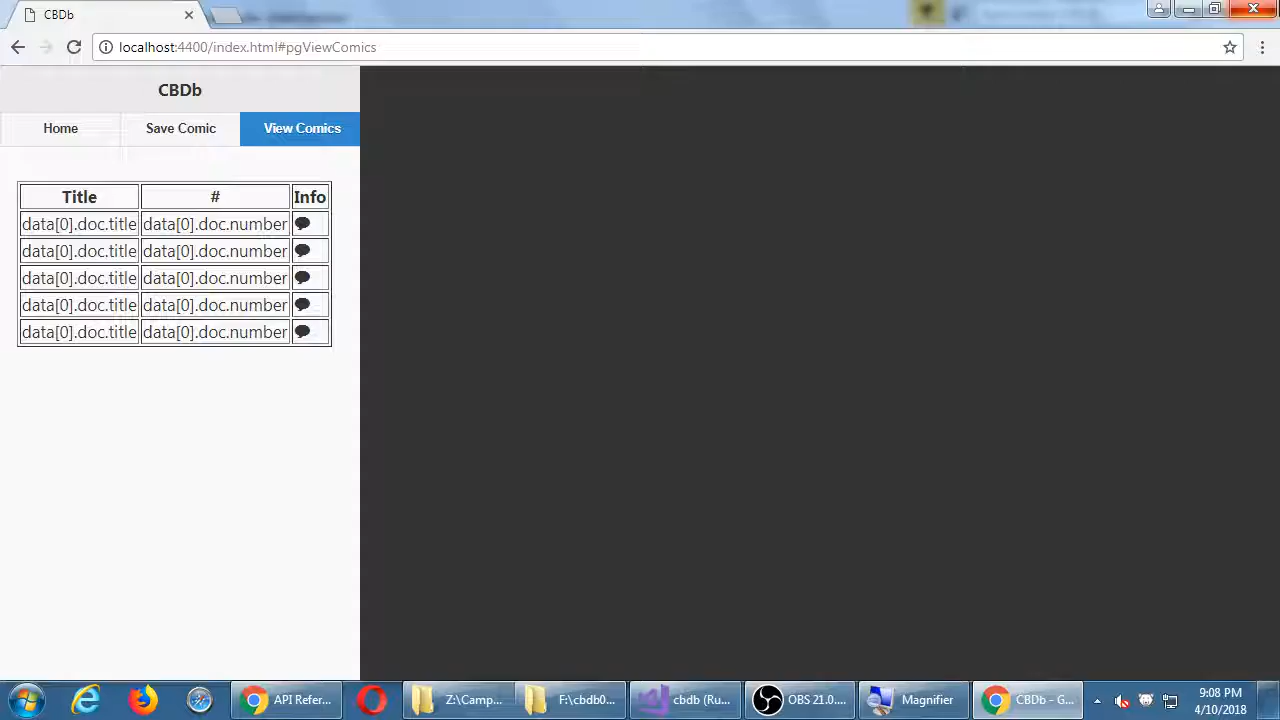 CBDb
localhost:4400/index.html#pgViewComics
CBDb
Home Save Comic View Comics
Title # Info
data[0].doc.title data[0].doc.number
data[0].doc.title data[0].doc.number
data[0].doc.title data[0].doc.number
data[0].doc.title data[0].doc.number
data[0].doc.title data[0].doc.number
API Refer... Z:\Camp... F:\cbdb0... cbdb (Ru... OBS 21.0.... Magnifier CBDb - G...
9:08 PM
4/10/2018